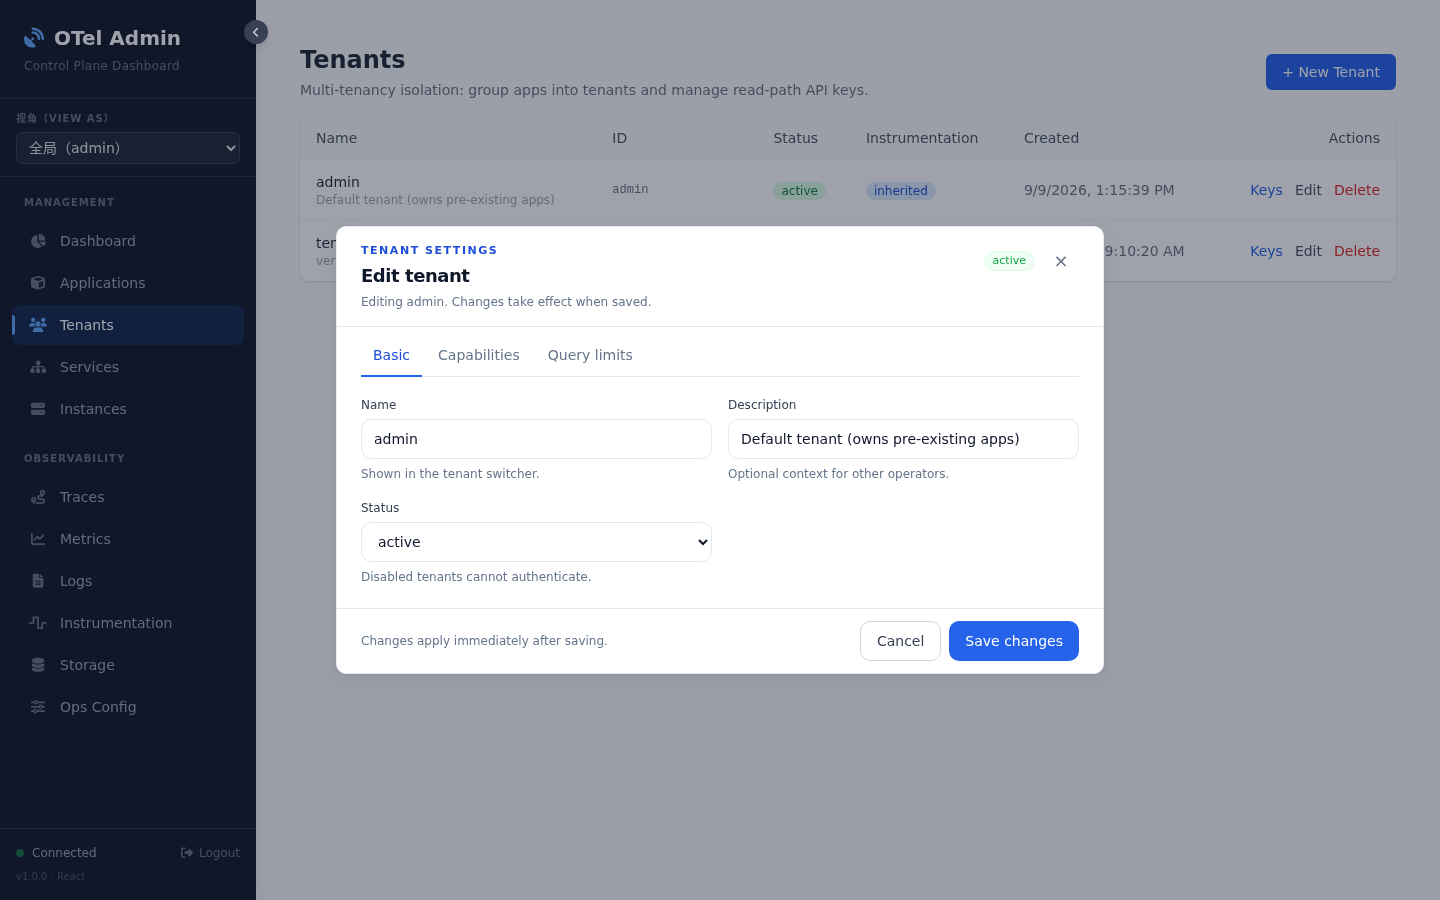 OTel Admin
Control Plane Dashboard
视角（VIEW AS）
全局（admin）
MANAGEMENT
Dashboard
Applications
Tenants
Services
Instances
OBSERVABILITY
Traces
Metrics
Logs
Instrumentation
Storage
Ops Config
Connected
Logout
v1.0.0 - React
Tenants
Multi-tenancy isolation: group apps into tenants and manage read-path API keys.
+ New Tenant
Name ID Status Instrumentation Created Actions
admin
Default tenant (owns pre-existing apps)
admin active inherited 9/9/2026, 1:15:39 PM Keys Edit Delete
9:10:20 AM Keys Edit Delete
TENANT SETTINGS
Edit tenant
Editing admin. Changes take effect when saved.
active
Basic Capabilities Query limits
Name Description
admin Default tenant (owns pre-existing apps)
Shown in the tenant switcher. Optional context for other operators.
Status
active
Disabled tenants cannot authenticate.
Changes apply immediately after saving.
Cancel Save changes